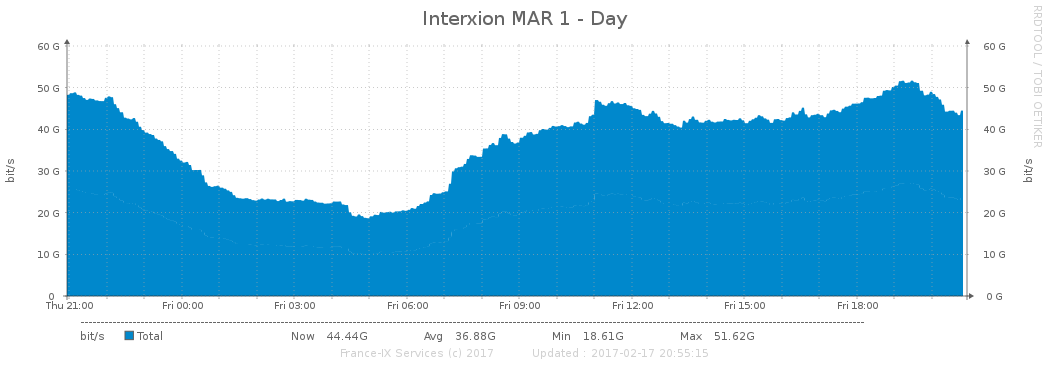 Interxion MAR 1 - Day
RRDTOOL / TOBI OETIKER
60 G 60 G
50 G 50 G
40 G 40 G
30 G 30 G
20 G 20 G
10 G 10 G
0 0 G
bit/s bit/s
Thu 21:00 Fri 00:00 Fri 03:00 Fri 06:00 Fri 09:00 Fri 12:00 Fri 15:00 Fri 18:00
bit/s Total Now 44.44G Avg 36.88G Min 18.61G Max 51.62G
France-IX Services (c) 2017 Updated : 2017-02-17 20:55:15